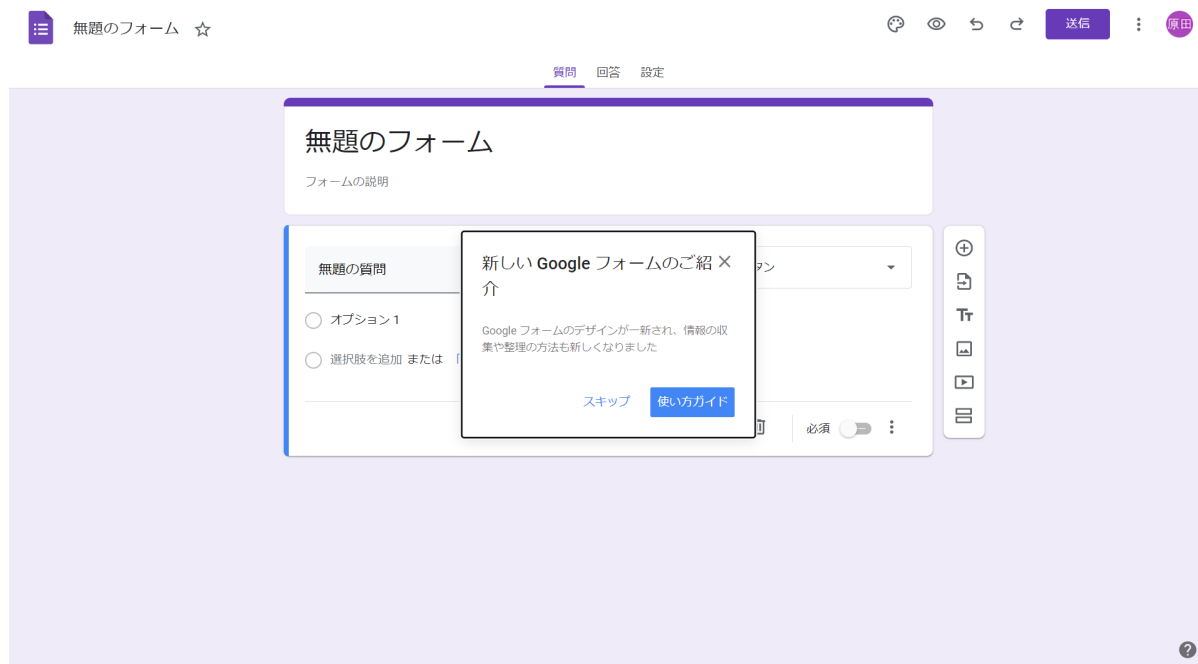 無題のフォーム
送信
原田
質問 回答 設定
無題のフォーム
フォームの説明
無題の質問
タン
オプション 1
選択肢を追加 または 「
新しい Google フォームのご紹
介
Google フォームのデザインが一新され、情報の収
集や整理の方法も新しくなりました
スキップ 使い方ガイド
必須